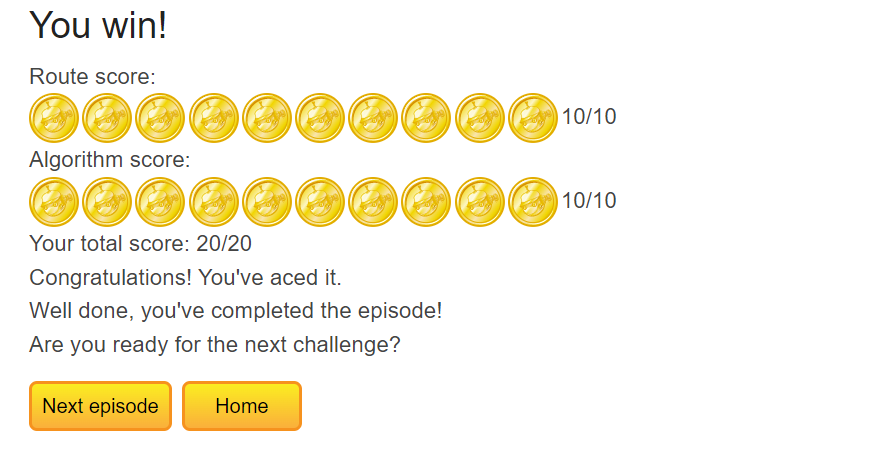 You win!
Route score:
10/10
Algorithm score:
10/10
Your total score: 20/20
Congratulations! You've aced it.
Well done, you've completed the episode!
Are you ready for the next challenge?
Next episode
Home